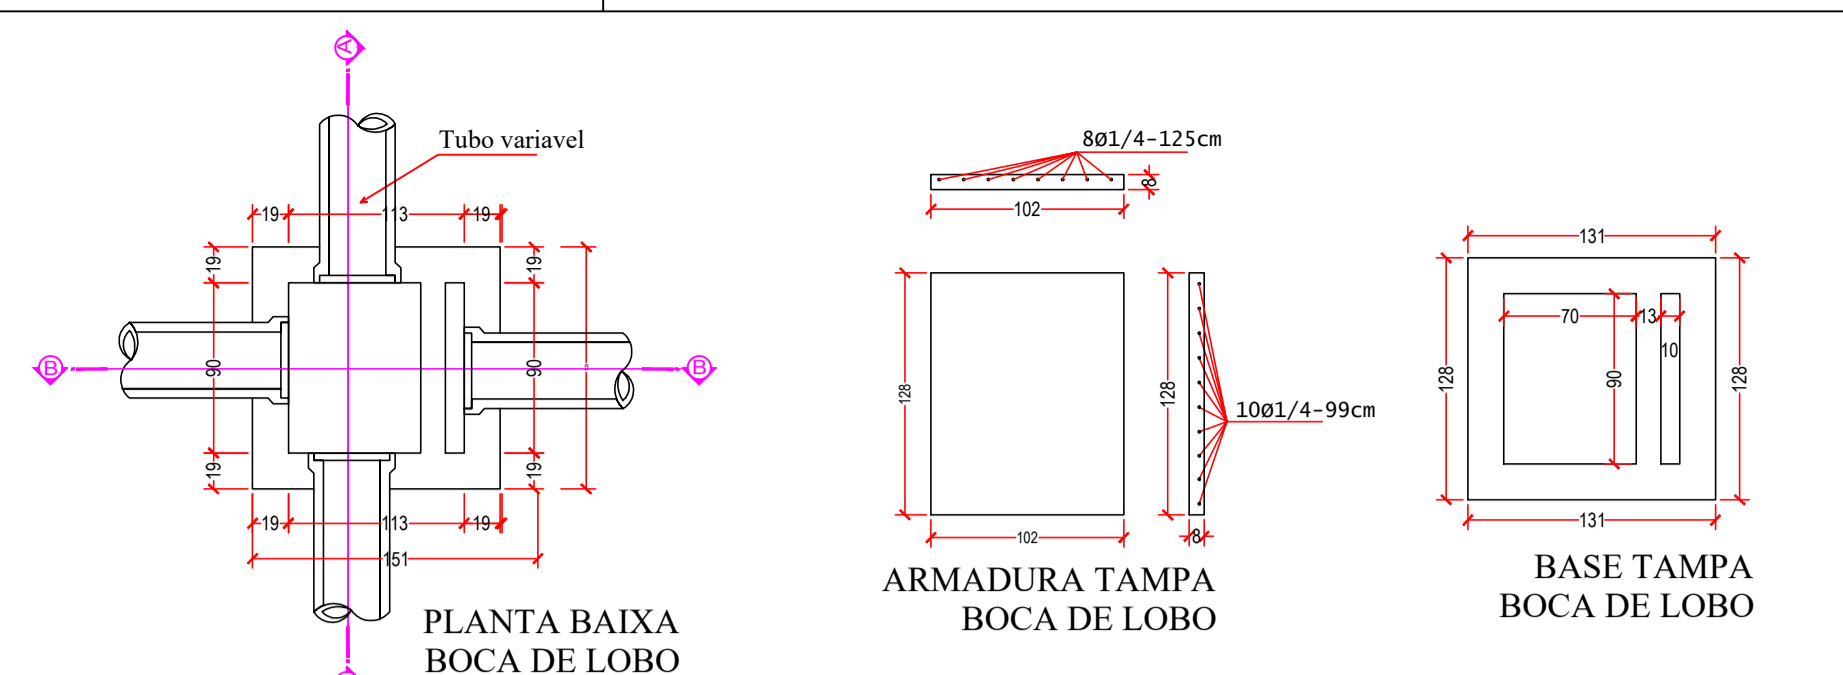 A
Tubo variavel
19
113
19
19
19
90
90
B
B
19
19
19
113
19
151
PLANTA BAIXA
BOCA DE LOBO
8Ø1/4-125cm
8
102
128
128
10Ø1/4-99cm
102
8
ARMADURA TAMPA
BOCA DE LOBO
131
70
13
10
128
90
128
131
BASE TAMPA
BOCA DE LOBO